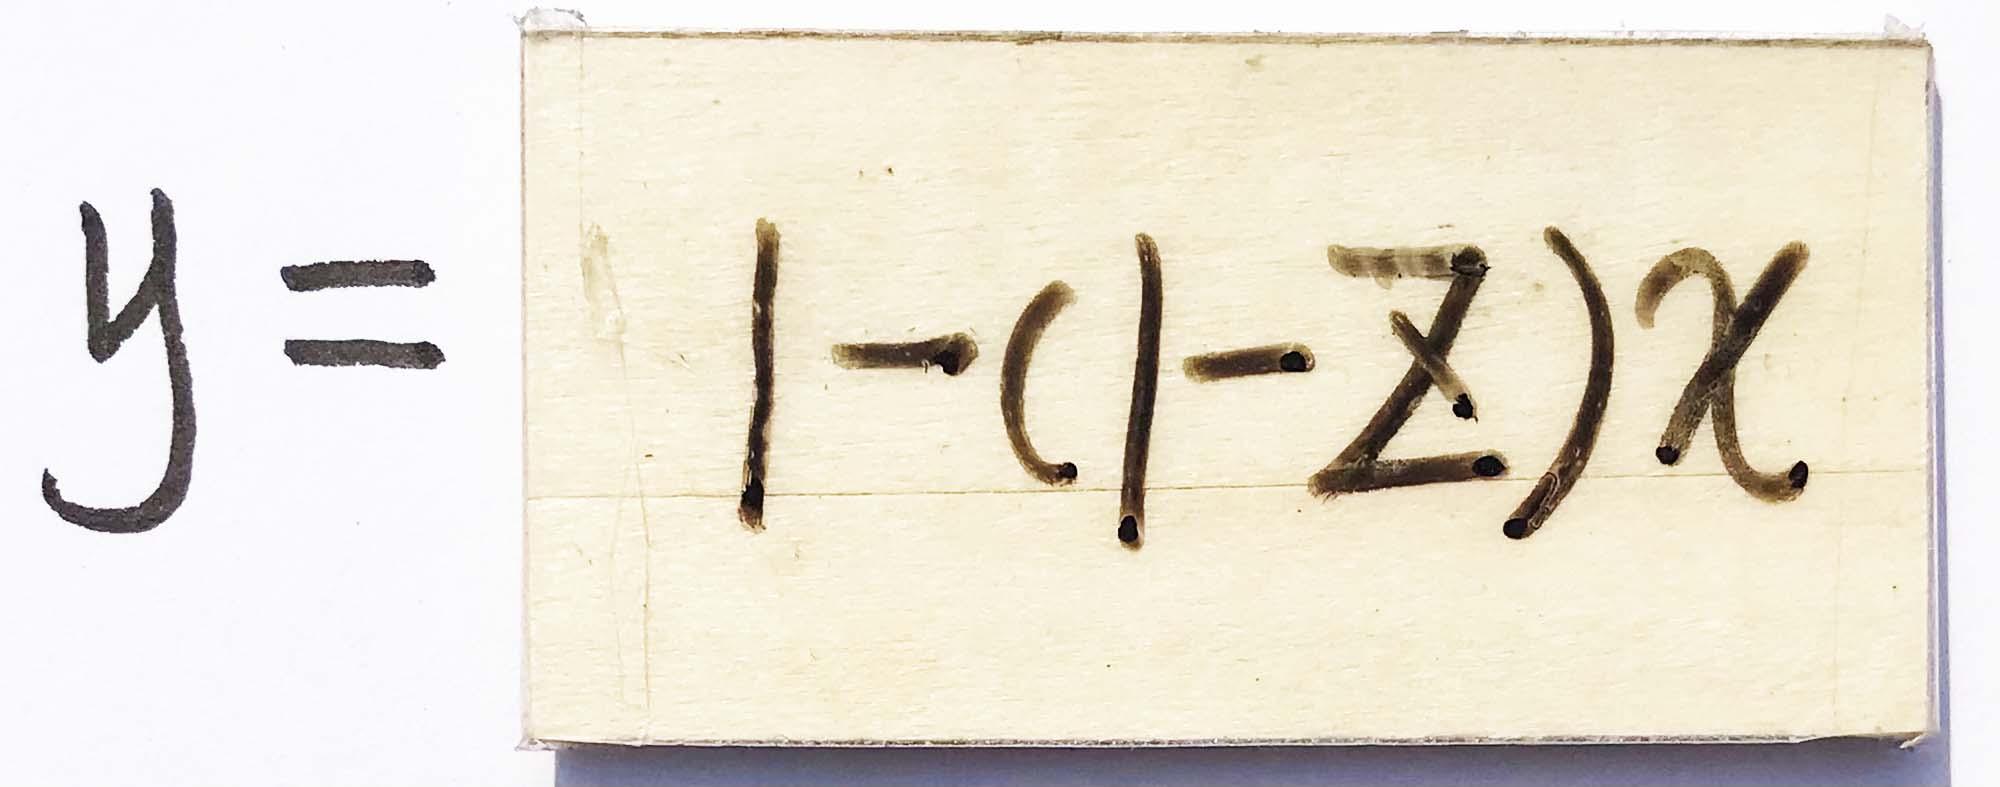 y = 1-(1-z)x